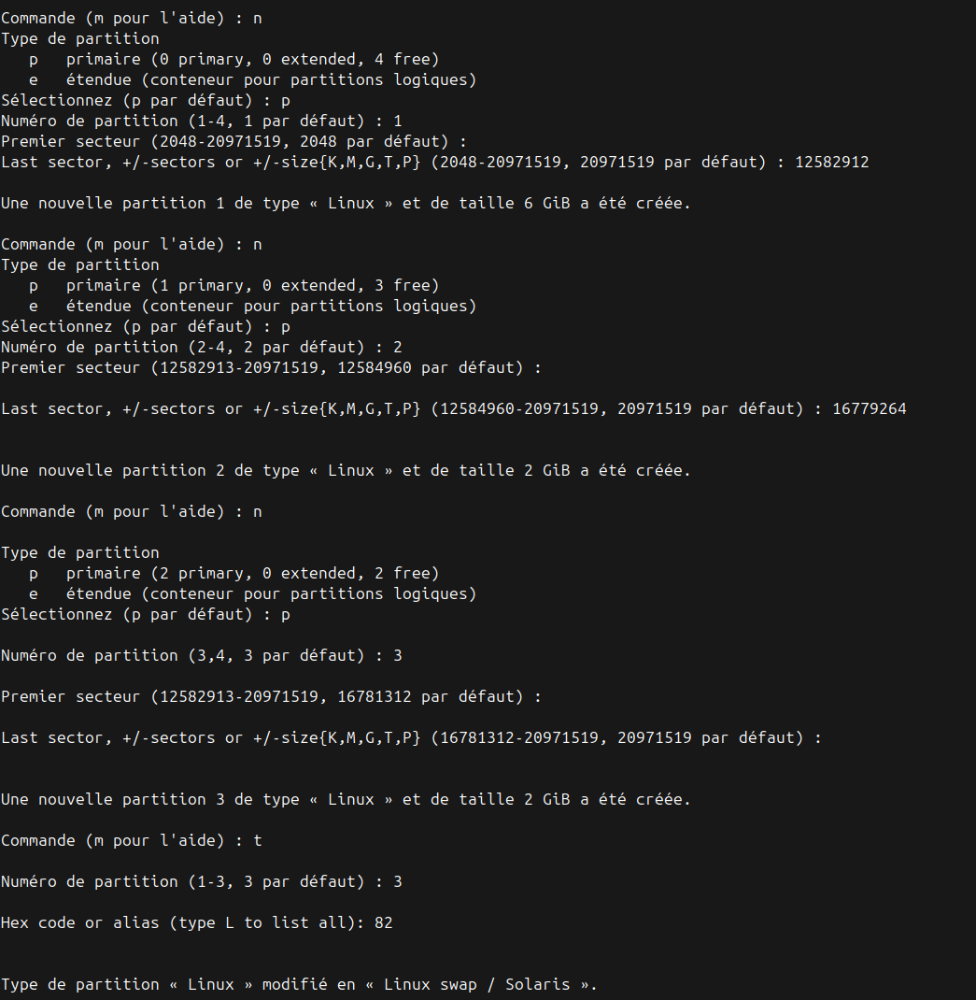 Commande (m pour l'aide) : n
Type de partition
   p   primaire (0 primary, 0 extended, 4 free)
   e   étendue (conteneur pour partitions logiques)
Sélectionnez (p par défaut) : p
Numéro de partition (1-4, 1 par défaut) : 1
Premier secteur (2048-20971519, 2048 par défaut) :
Last sector, +/-sectors or +/-size{K,M,G,T,P} (2048-20971519, 20971519 par défaut) : 12582912
Une nouvelle partition 1 de type « Linux » et de taille 6 GiB a été créée.
Commande (m pour l'aide) : n
Type de partition
   p   primaire (1 primary, 0 extended, 3 free)
   e   étendue (conteneur pour partitions logiques)
Sélectionnez (p par défaut) : p
Numéro de partition (2-4, 2 par défaut) : 2
Premier secteur (12582913-20971519, 12584960 par défaut) :
Last sector, +/-sectors or +/-size{K,M,G,T,P} (12584960-20971519, 20971519 par défaut) : 16779264
Une nouvelle partition 2 de type « Linux » et de taille 2 GiB a été créée.
Commande (m pour l'aide) : n
Type de partition
   p   primaire (2 primary, 0 extended, 2 free)
   e   étendue (conteneur pour partitions logiques)
Sélectionnez (p par défaut) : p
Numéro de partition (3,4, 3 par défaut) : 3
Premier secteur (12582913-20971519, 16781312 par défaut) :
Last sector, +/-sectors or +/-size{K,M,G,T,P} (16781312-20971519, 20971519 par défaut) :
Une nouvelle partition 3 de type « Linux » et de taille 2 GiB a été créée.
Commande (m pour l'aide) : t
Numéro de partition (1-3, 3 par défaut) : 3
Hex code or alias (type L to list all): 82
Type de partition « Linux » modifié en « Linux swap / Solaris ».